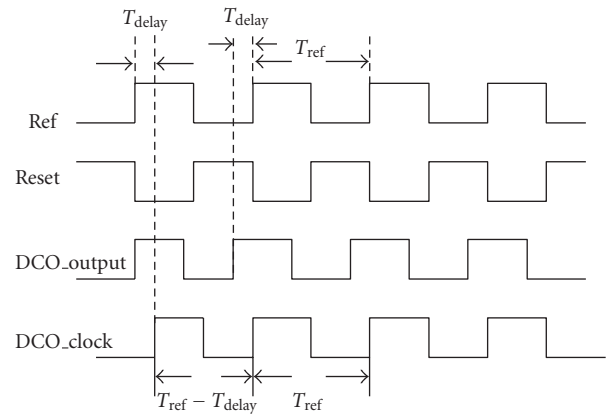 T_delay T_delay
T_ref
Ref
Reset
DCO_output
DCO_clock
T_ref − T_delay T_ref